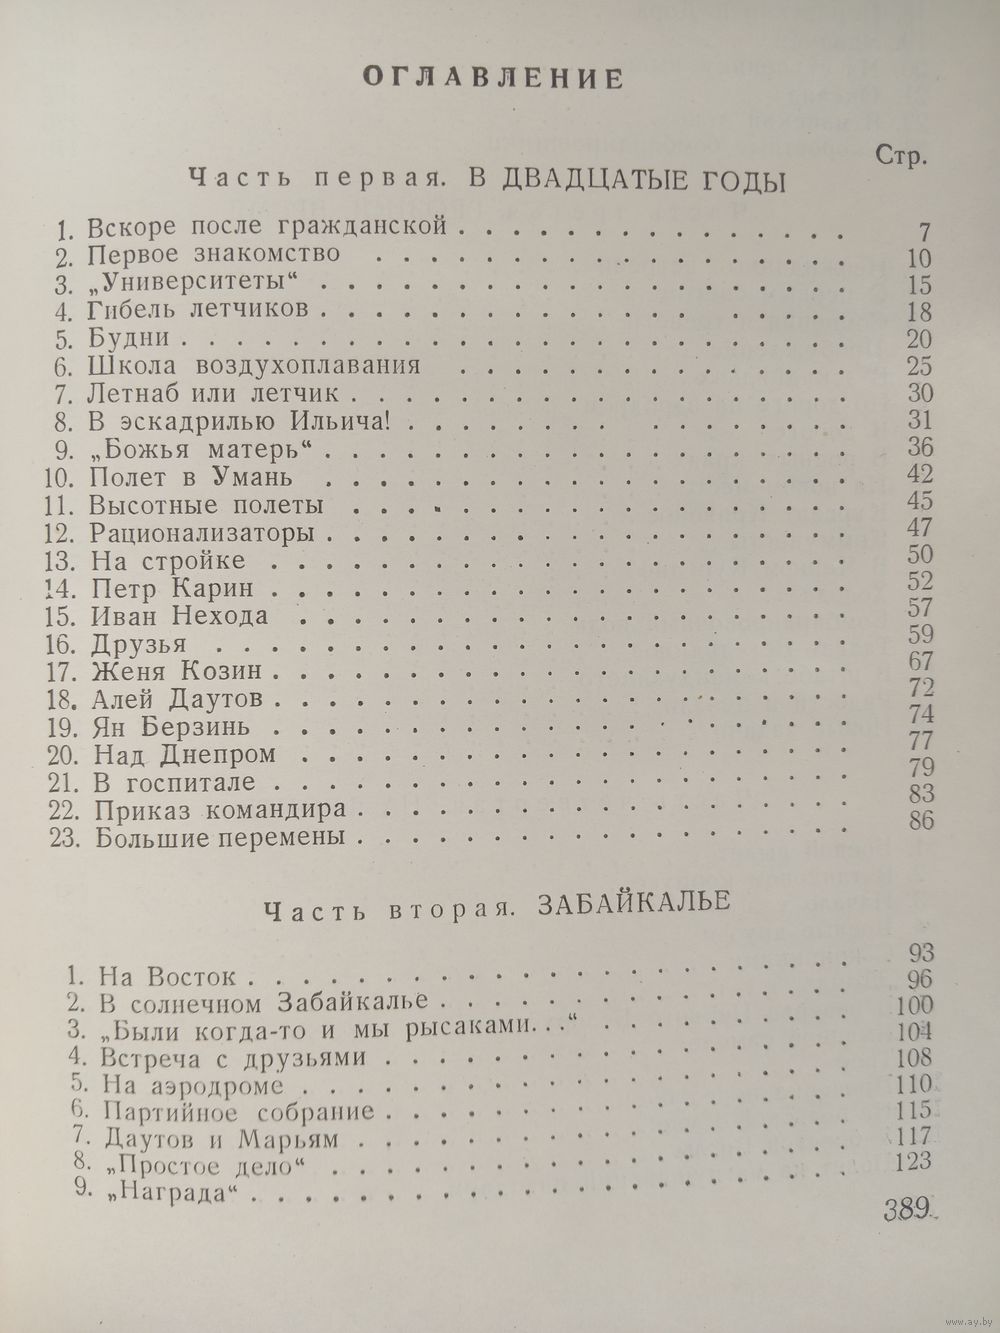 ОГЛАВЛЕНИЕ
Стр.
Часть первая. В ДВАДЦАТЫЕ ГОДЫ
1. Вскоре после гражданской . . . . . . . . . . . . . . . 7
2. Первое знакомство . . . . . . . . . . . . . . . . . . 10
3. „Университеты“ . . . . . . . . . . . . . . . . . . . . 15
4. Гибель летчиков . . . . . . . . . . . . . . . . . . . 18
5. Будни . . . . . . . . . . . . . . . . . . . . . . . . . 20
6. Школа воздухоплавания . . . . . . . . . . . . . . . 25
7. Летнаб или летчик . . . . . . . . . . . . . . . . . . . 30
8. В эскадрилью Ильича! . . . . . . . . . . . . . . . . 31
9. „Божья матерь“ . . . . . . . . . . . . . . . . . . . . 36
10. Полет в Умань . . . . . . . . . . . . . . . . . . . . 42
11. Высотные полеты . . . . . . . . . . . . . . . . . . . 45
12. Рационализаторы . . . . . . . . . . . . . . . . . . . . 47
13. На стройке . . . . . . . . . . . . . . . . . . . . . . 50
14. Петр Карин . . . . . . . . . . . . . . . . . . . . . . 52
15. Иван Нехода . . . . . . . . . . . . . . . . . . . . . 57
16. Друзья . . . . . . . . . . . . . . . . . . . . . . . . 59
17. Женя Козин . . . . . . . . . . . . . . . . . . . . . . 67
18. Алей Даутов . . . . . . . . . . . . . . . . . . . . . . 72
19. Ян Берзинь . . . . . . . . . . . . . . . . . . . . . . 74
20. Над Днепром . . . . . . . . . . . . . . . . . . . . . 77
21. В госпитале . . . . . . . . . . . . . . . . . . . . . . 79
22. Приказ командира . . . . . . . . . . . . . . . . . . . 83
23. Большие перемены . . . . . . . . . . . . . . . . . . . 86
Часть вторая. ЗАБАЙКАЛЬЕ
1. На Восток . . . . . . . . . . . . . . . . . . . . . . . 93
2. В солнечном Забайкалье . . . . . . . . . . . . . . . . 96
3. „Были когда-то и мы рысаками. . .“ . . . . . . . . . . 100
4. Встреча с друзьями . . . . . . . . . . . . . . . . . . 104
5. На аэродроме . . . . . . . . . . . . . . . . . . . . . 108
6. Партийное собрание . . . . . . . . . . . . . . . . . . 110
7. Даутов и Марьям . . . . . . . . . . . . . . . . . . . 115
8. „Простое дело“ . . . . . . . . . . . . . . . . . . . . 117
9. „Награда“ . . . . . . . . . . . . . . . . . . . . . . . 123
389
www.ay.by